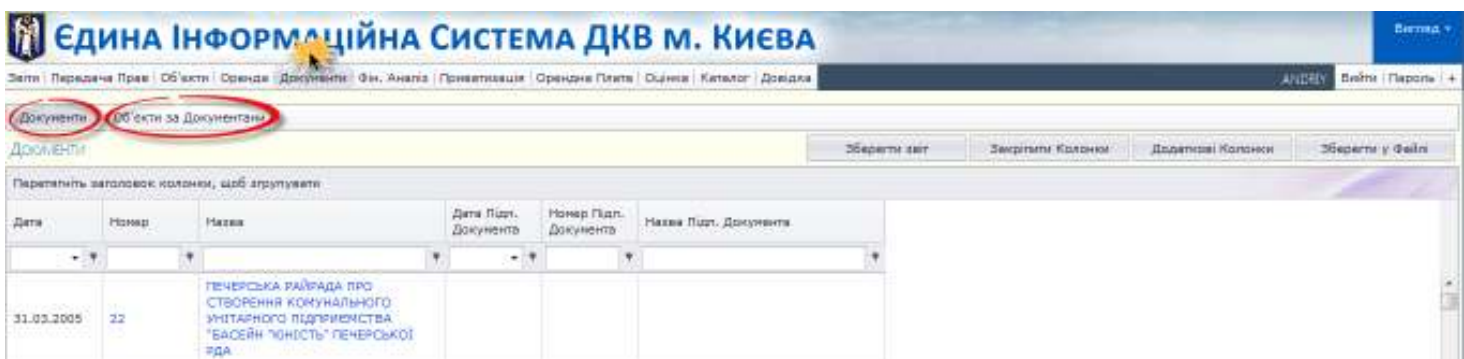 Єдина Інформаційна Система ДКВ м. Києва
Вигляд
Звіти Передача Прав Об'єкти Оренда Документи Фін. Аналіз Приватизація Орендна Плата Оцінка Каталог Довідка ANDRIY Вийти Пароль +
Документи Об'єкти за Документами
Документи Зберегти звіт Закріпити Колонки Додаткові Колонки Зберегти у Файлі
Перетягніть заголовок колонки, щоб згрупувати
Дата Номер Назва Дата Підп. Документа Номер Підп. Документа Назва Підп. Документа
31.03.2005 22 ПЕЧЕРСЬКА РАЙРАДА ПРО
СТВОРЕННЯ КОМУНАЛЬНОГО
УНІТАРНОГО ПІДПРИЄМСТВА
"БАСЕЙН "ЮНІСТЬ" ПЕЧЕРСЬКОЇ
РДА